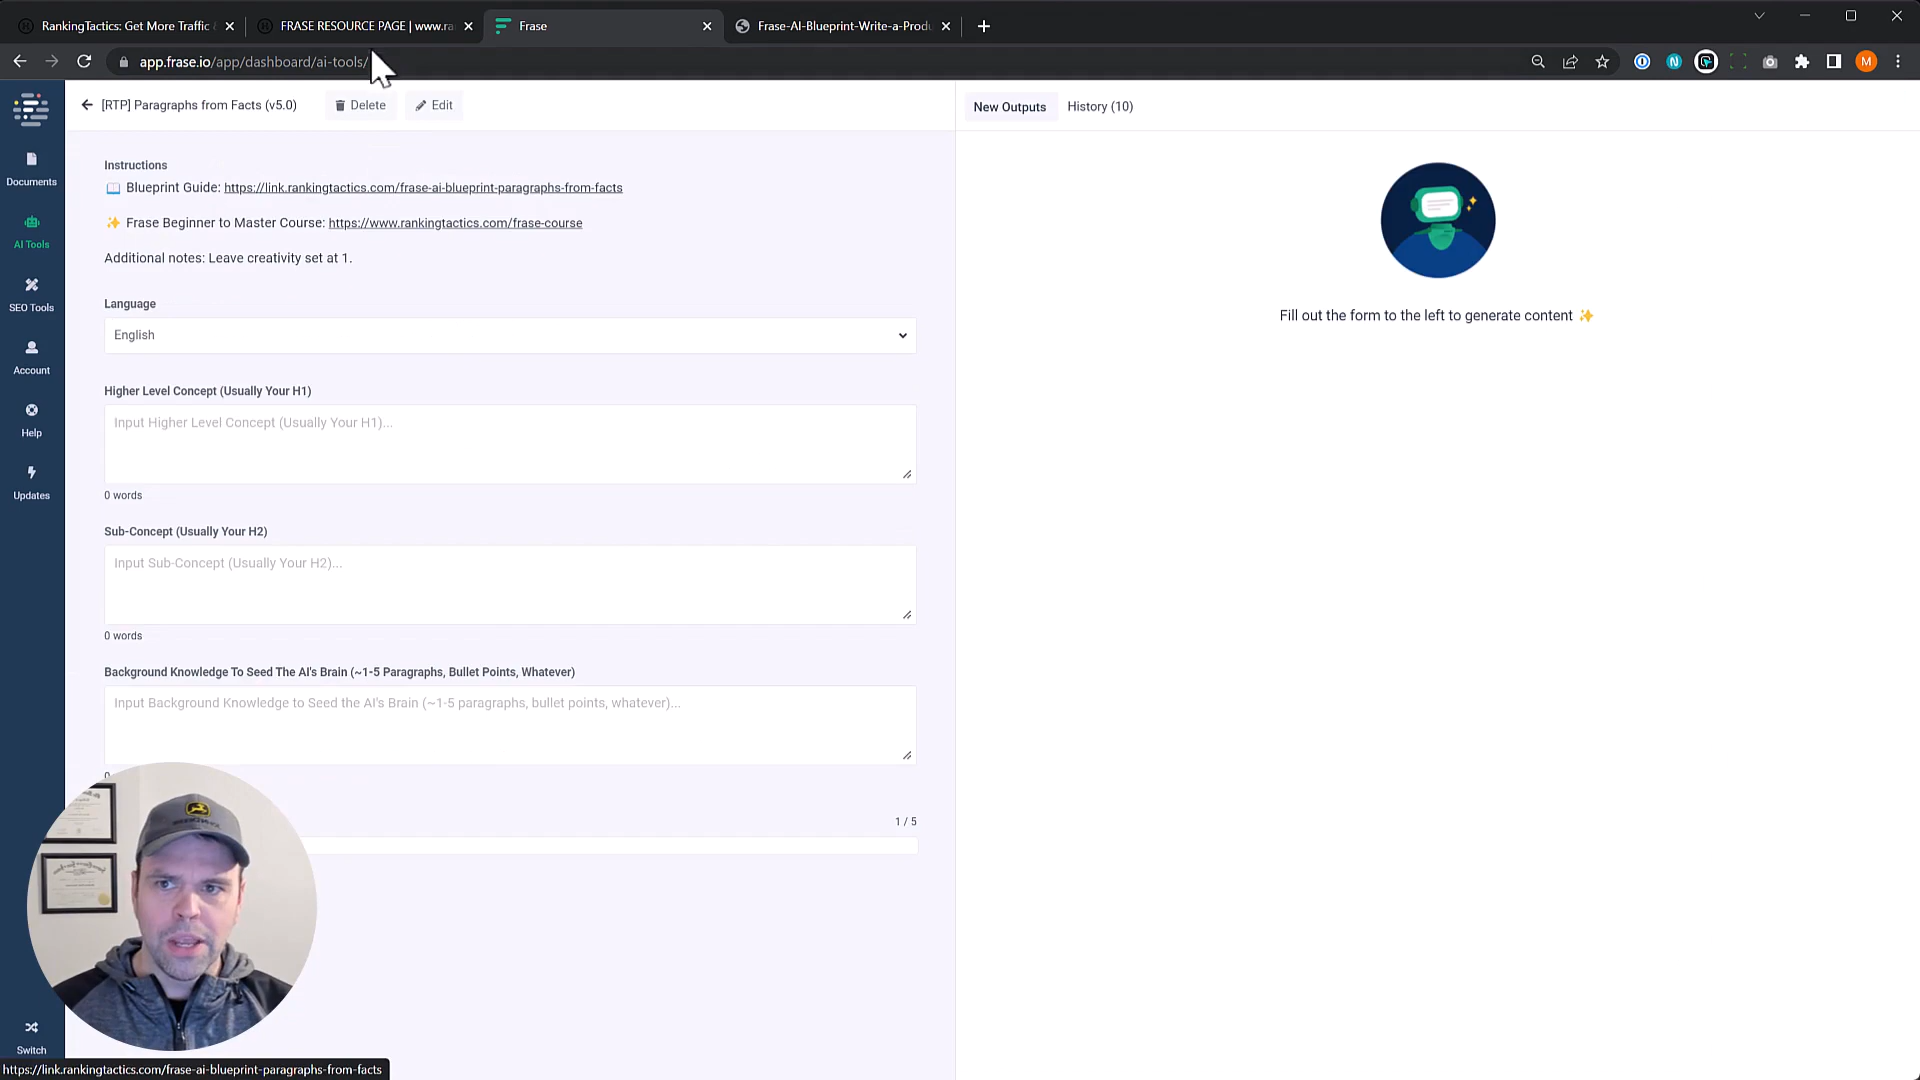 RankingTactics: Get More Traffic
FRASE RESOURCE PAGE | www.ra
Frase
Frase-AI-Blueprint-Write-a-Produ
app.frase.io/app/dashboard/ai-tools/
M
[RTP] Paragraphs from Facts (v5.0)
Delete
Edit
New Outputs
History (10)
Documents
AI Tools
SEO Tools
Account
Help
Updates
Switch
Instructions
Blueprint Guide: https://link.rankingtactics.com/frase-ai-blueprint-paragraphs-from-facts
Frase Beginner to Master Course: https://www.rankingtactics.com/frase-course
Additional notes: Leave creativity set at 1.
Language
English
Higher Level Concept (Usually Your H1)
Input Higher Level Concept (Usually Your H1)...
0 words
Sub-Concept (Usually Your H2)
Input Sub-Concept (Usually Your H2)...
0 words
Background Knowledge To Seed The AI's Brain (~1-5 Paragraphs, Bullet Points, Whatever)
Input Background Knowledge to Seed the AI's Brain (~1-5 paragraphs, bullet points, whatever)...
0
1 / 5
Fill out the form to the left to generate content
https://link.rankingtactics.com/frase-ai-blueprint-paragraphs-from-facts